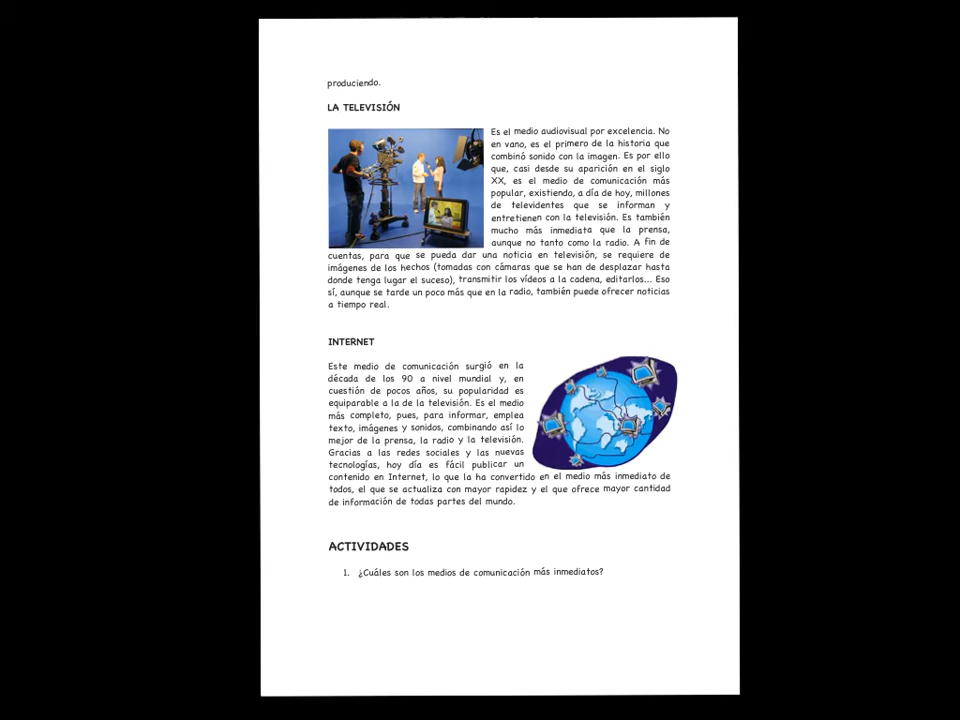 produciendo.
LA TELEVISIÓN
Es el medio audiovisual por excelencia. No
en vano, es el primero de la historia que
combinó sonido con la imagen. Es por ello
que, casi desde su aparición en el siglo
XX, es el medio de comunicación más
popular, existiendo, a día de hoy, millones
de televidentes que se informan y
entretienen con la televisión. Es también
mucho más inmediata que la prensa,
aunque no tanto como la radio. A fin de
cuentas, para que se pueda dar una noticia en televisión, se requiere de
imágenes de los hechos (tomadas con cámaras que se han de desplazar hasta
donde tenga lugar el suceso), transmitir los vídeos a la cadena, editarlos... Eso
sí, aunque se tarde un poco más que en la radio, también puede ofrecer noticias
a tiempo real.
INTERNET
Este medio de comunicación surgió en la
década de los 90 a nivel mundial y, en
cuestión de pocos años, su popularidad es
equiparable a la de la televisión. Es el medio
más completo, pues, para informar, emplea
texto, imágenes y sonidos, combinando así lo
mejor de la prensa, la radio y la televisión.
Gracias a las redes sociales y las nuevas
tecnologías, hoy día es fácil publicar un
contenido en Internet, lo que la ha convertido en el medio más inmediato de
todos, el que se actualiza con mayor rapidez y el que ofrece mayor cantidad
de información de todas partes del mundo.
ACTIVIDADES
1. ¿Cuáles son los medios de comunicación más inmediatos?